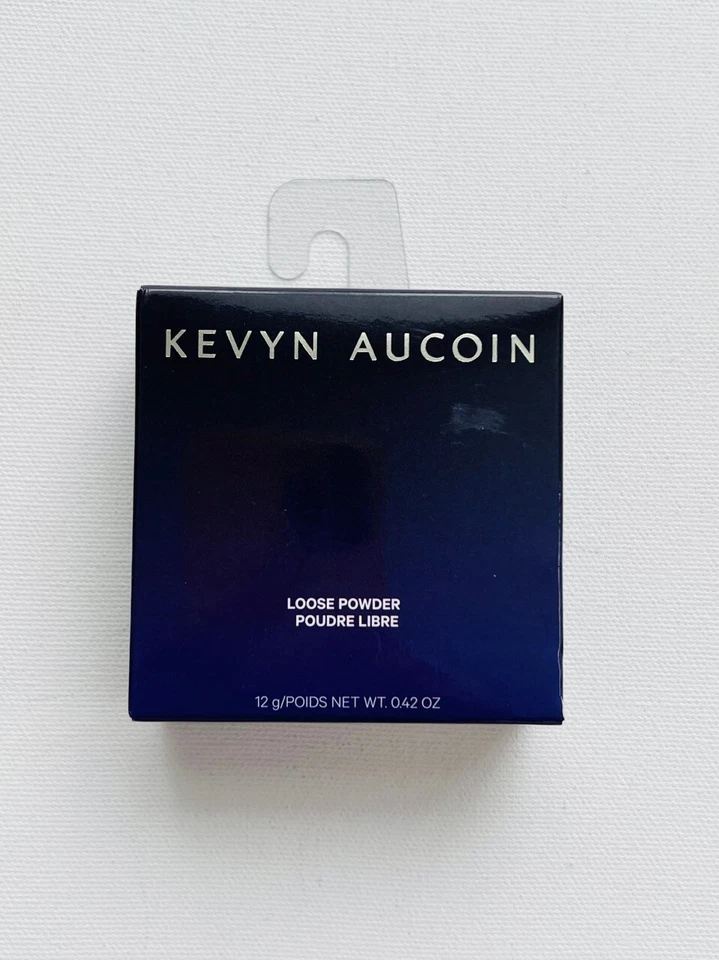 KEVYN AUCOIN
LOOSE POWDER
POUDRE LIBRE
12 g/POIDS NET WT. 0.42 OZ